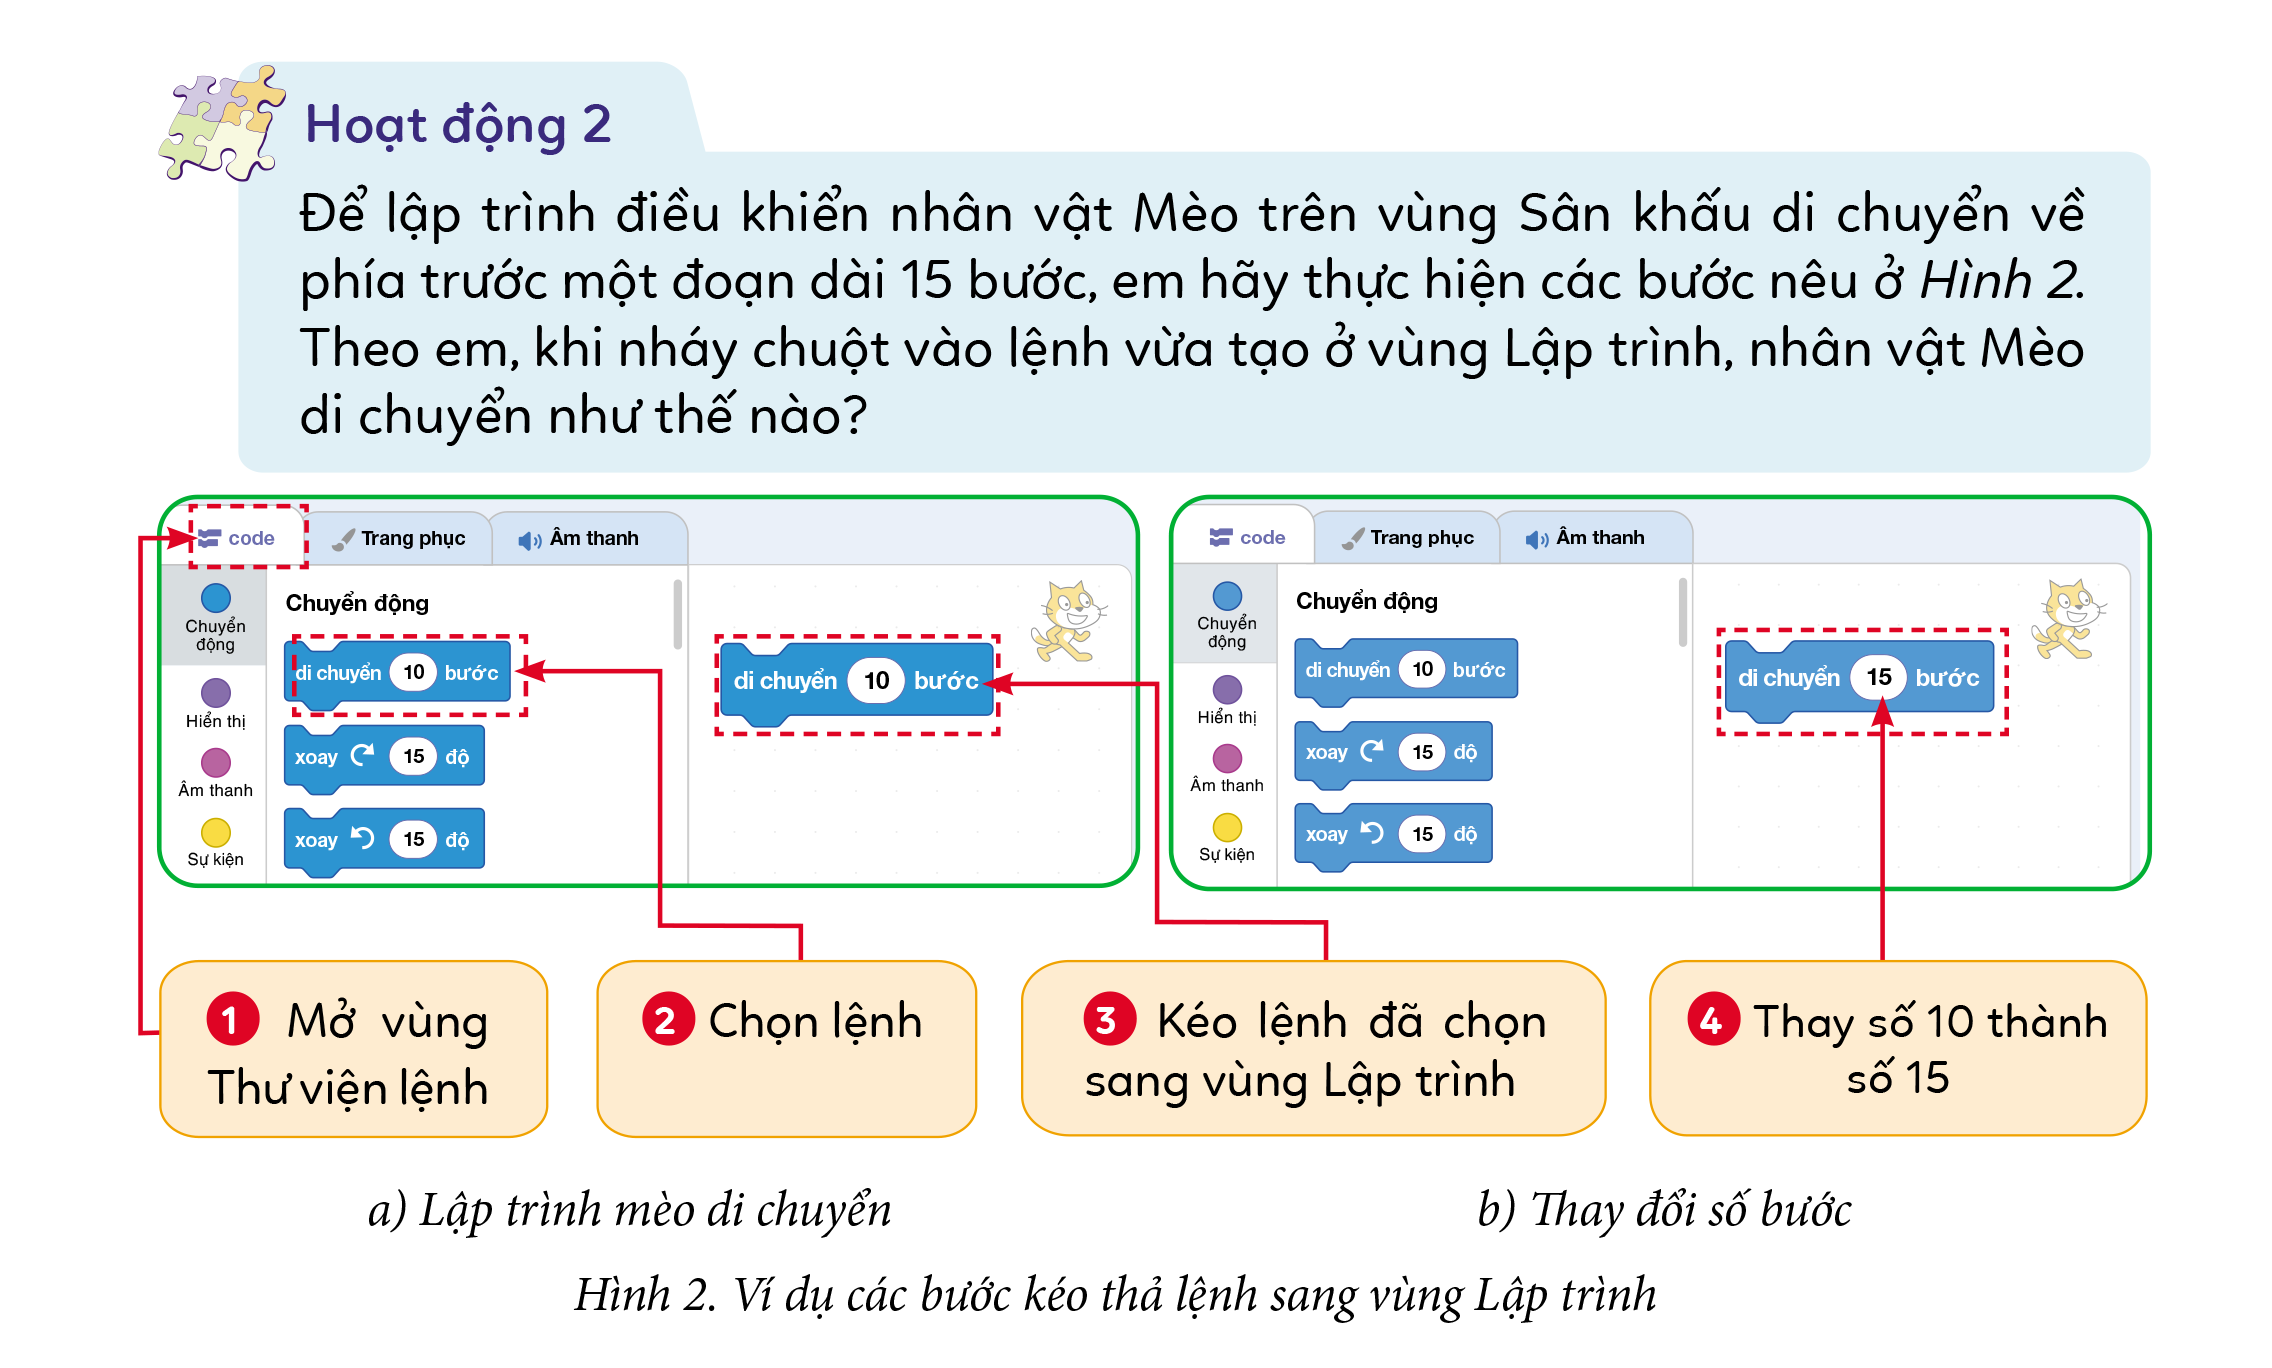 Hoạt động 2
Để lập trình điều khiển nhân vật Mèo trên vùng Sân khấu di chuyển về
phía trước một đoạn dài 15 bước, em hãy thực hiện các bước nêu ở Hình 2.
Theo em, khi nháy chuột vào lệnh vừa tạo ở vùng Lập trình, nhân vật Mèo
di chuyển như thế nào?
code
Trang phục
Âm thanh
Chuyển
động
Hiển thị
Âm thanh
Sự kiện
Chuyển động
di chuyển 10 bước
xoay 15 độ
xoay 15 độ
di chuyển 10 bước
code
Trang phục
Âm thanh
Chuyển
động
Hiển thị
Âm thanh
Sự kiện
Chuyển động
di chuyển 10 bước
xoay 15 độ
xoay 15 độ
di chuyển 15 bước
1 Mở vùng
Thư viện lệnh
2 Chọn lệnh
3 Kéo lệnh đã chọn
sang vùng Lập trình
4 Thay số 10 thành
số 15
a) Lập trình mèo di chuyển
b) Thay đổi số bước
Hình 2. Ví dụ các bước kéo thả lệnh sang vùng Lập trình